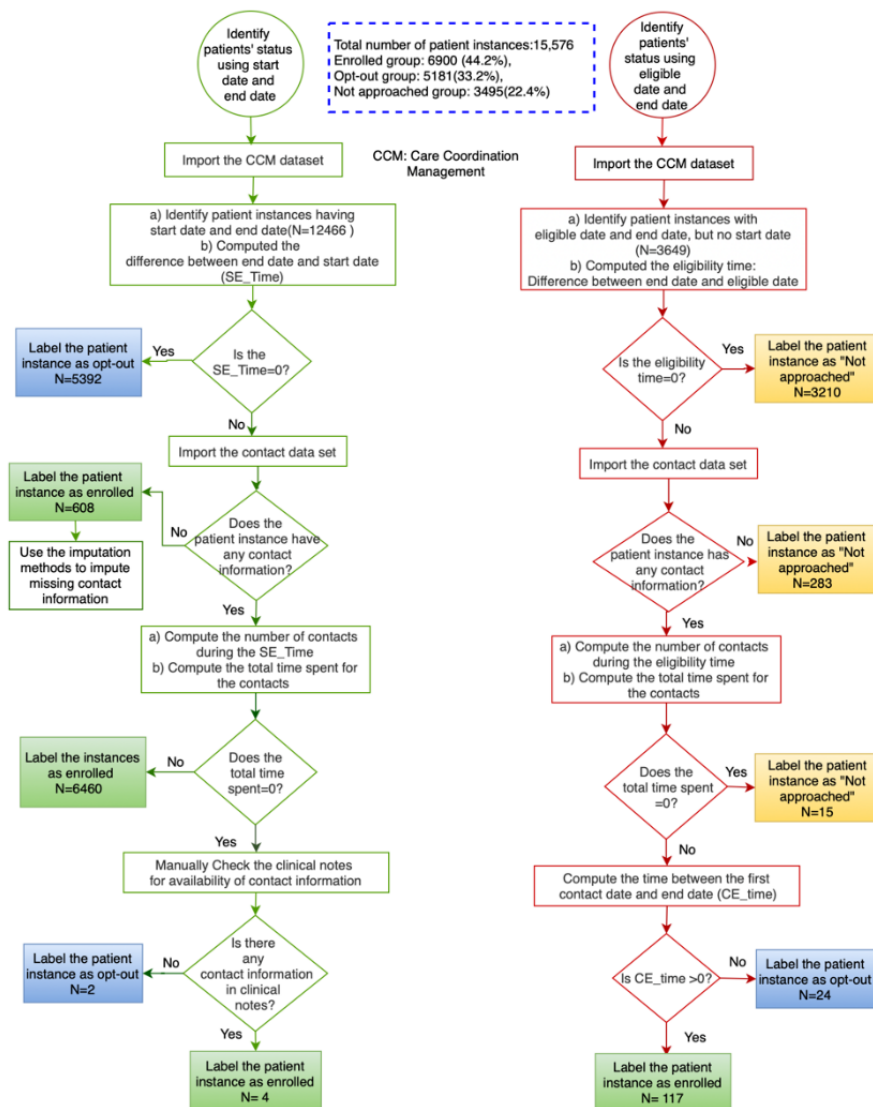 Identify
patients' status
using start
date and
end date
Total number of patient instances:15,576
Enrolled group: 6900 (44.2%),
Opt-out group: 5181(33.2%),
Not approached group: 3495(22.4%)
Identify
patients'
status using
eligible
date and
end date
Import the CCM dataset
CCM: Care Coordination
Management
Import the CCM dataset
a) Identify patient instances having
start date and end date(N=12466 )
b) Computed the
difference between end date and start date
(SE_Time)
a) Identify patient instances with
eligible date and end date, but no start date
(N=3649)
b) Computed the eligibility time:
Difference between end date and eligible date
Label the patient
instance as opt-out
N=5392
Yes
Is the
SE_Time=0?
No
Is the eligibility
time=0?
Yes
Label the patient
instance as "Not
approached"
N=3210
No
Import the contact data set
Import the contact data set
Label the patient
instance as enrolled
N=608
No
Does the
patient instance have
any contact
information?
Use the imputation
methods to impute
missing contact
information
Yes
Does the
patient instance has
any contact
information?
No
Label the patient
instance as "Not
approached"
N=283
Yes
a) Compute the number of contacts
during the SE_Time
b) Compute the total time spent for
the contacts
a) Compute the number of contacts
during the eligibility time
b) Compute the total time spent for
the contacts
Label the instances
as enrolled
N=6460
No
Does the
total time
spent=0?
Yes
Does the
total time spent
=0?
Yes
Label the patient
instance as "Not
approached"
N=15
No
Manually Check the clinical notes
for availability of contact information
Compute the time between the first
contact date and end date (CE_time)
Label the patient
instance as opt-out
N=2
No
Is there
any
contact information
in clinical
notes?
Yes
Is CE_time >0?
No
Label the patient
instance as opt-out
N=24
Yes
Label the patient
instance as enrolled
N= 4
Label the patient
instance as enrolled
N= 117